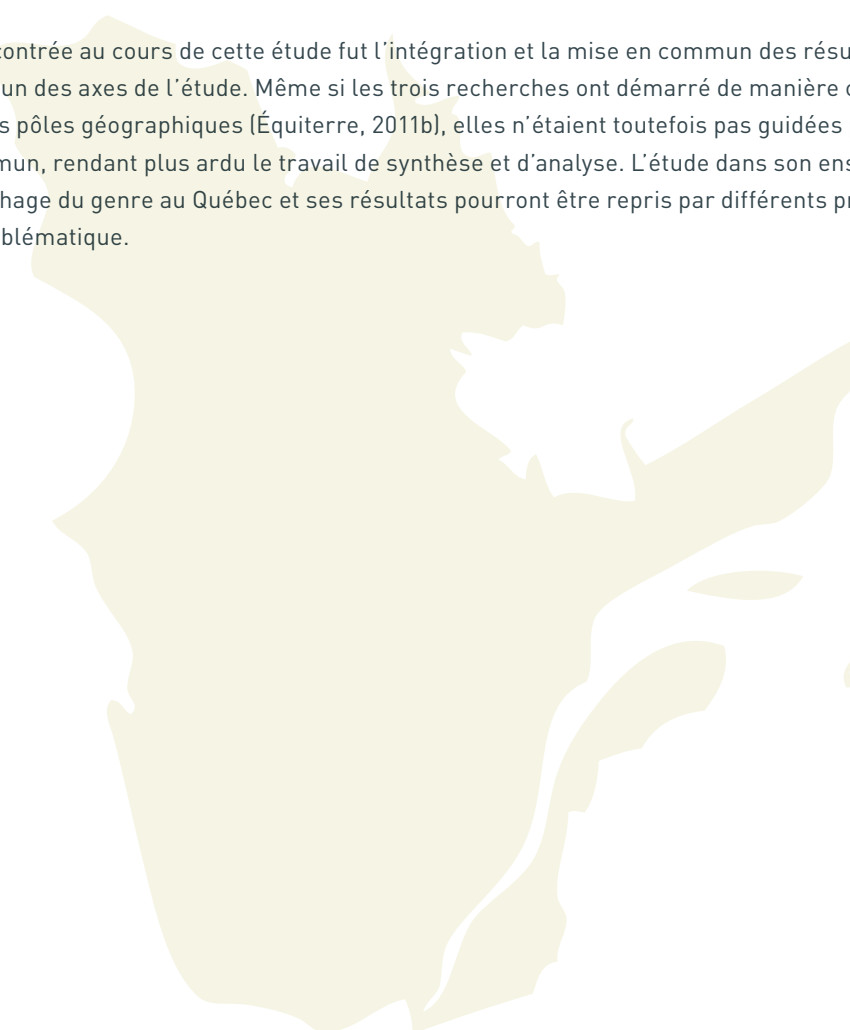 contrée au cours de cette étude fut l’intégration et la mise en commun des résu
un des axes de l’étude. Même si les trois recherches ont démarré de manière c
s pôles géographiques (Équiterre, 2011b), elles n’étaient toutefois pas guidées
mun, rendant plus ardu le travail de synthèse et d’analyse. L’étude dans son ens
hage du genre au Québec et ses résultats pourront être repris par différents pr
blématique.